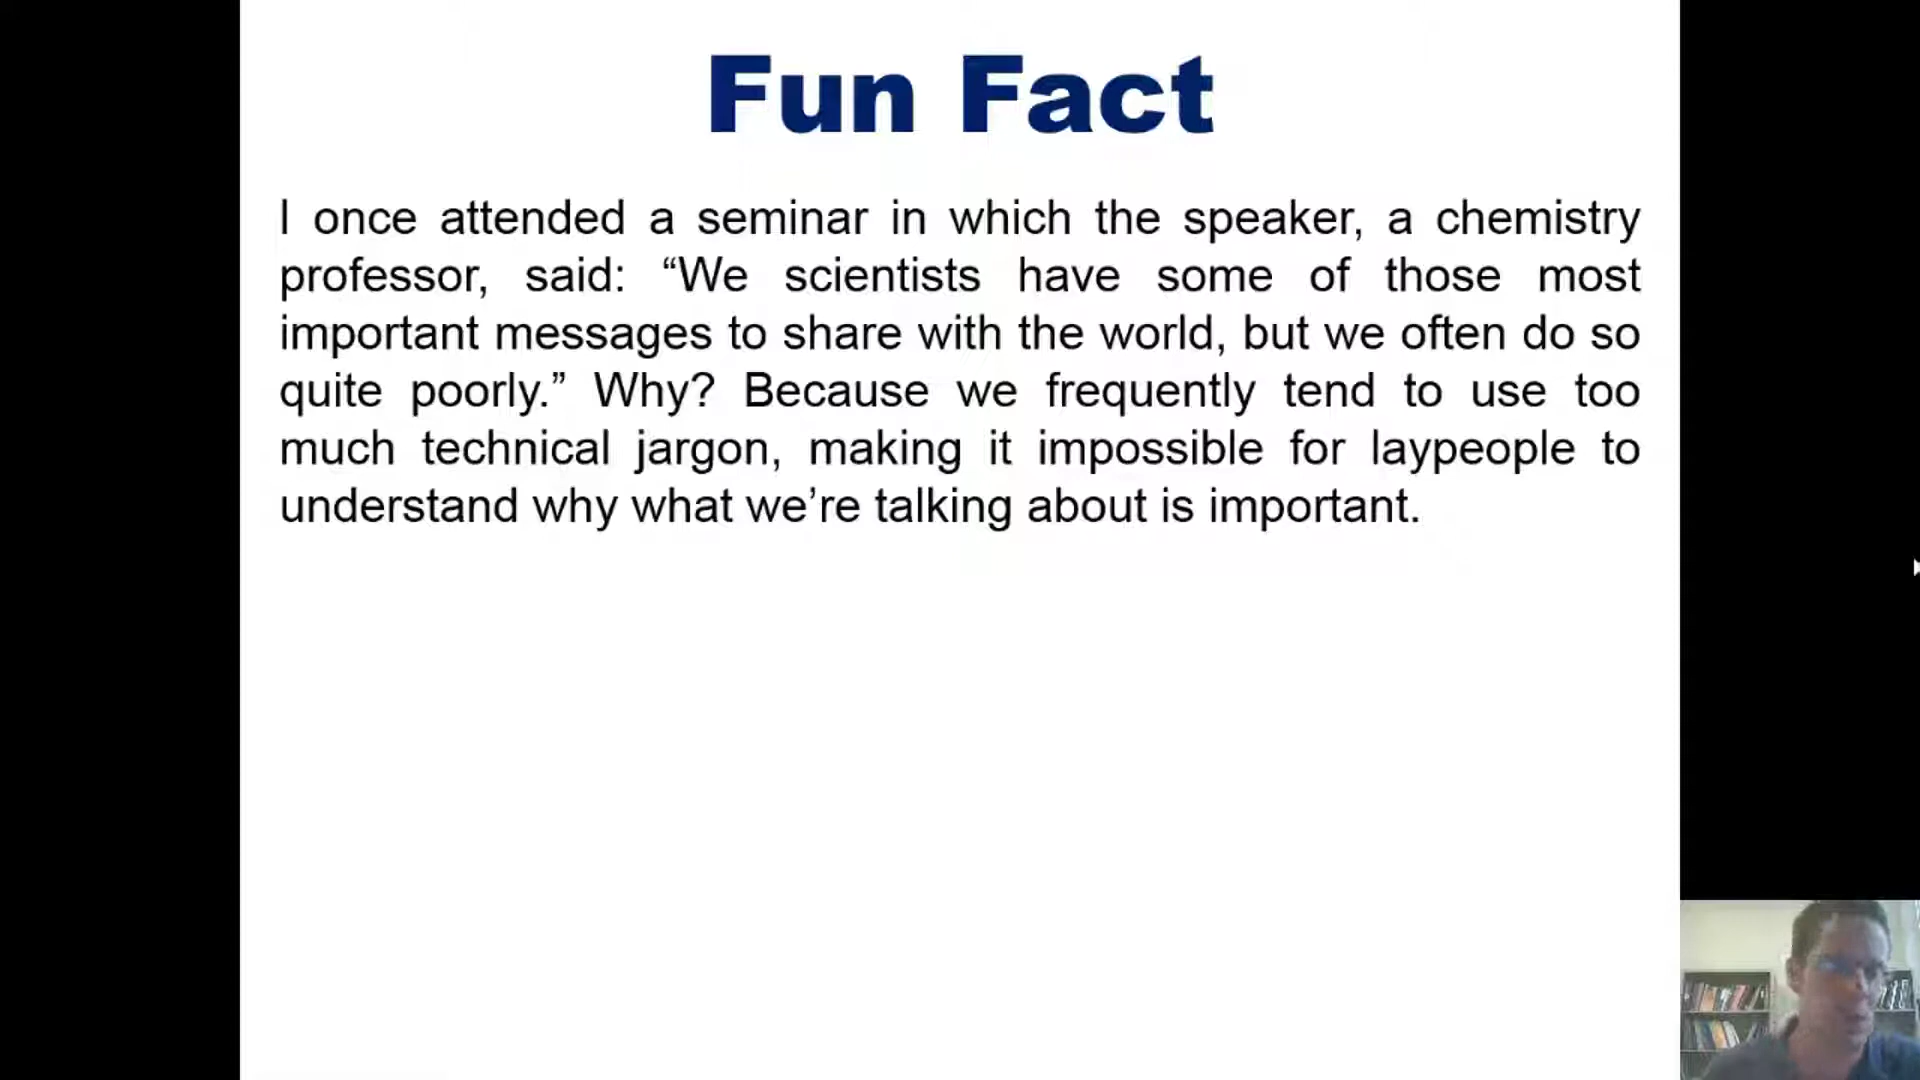 Fun Fact
I once attended a seminar in which the speaker, a chemistry
professor, said: “We scientists have some of those most
important messages to share with the world, but we often do so
quite poorly.” Why? Because we frequently tend to use too
much technical jargon, making it impossible for laypeople to
understand why what we’re talking about is important.